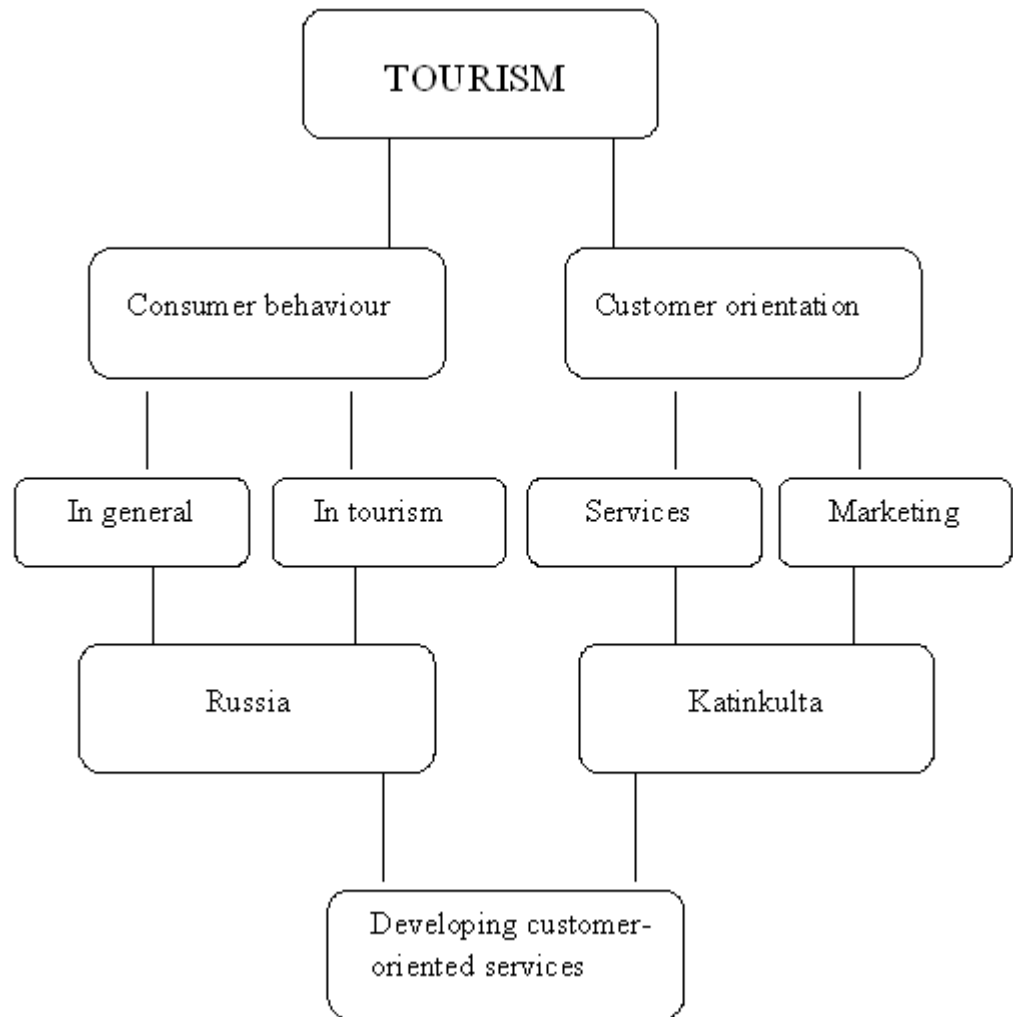 TOURISM
Consumer behaviour
Customer orientation
In general
In tourism
Services
Marketing
Russia
Katinkulta
Developing customer-
oriented services